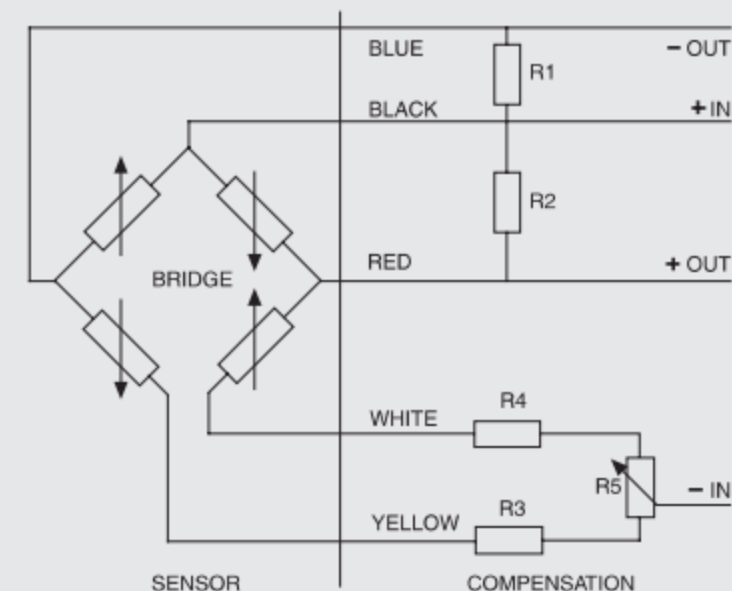 BLUE
− OUT
R1
BLACK
+ IN
R2
RED
+ OUT
BRIDGE
R4
WHITE
R5
− IN
R3
YELLOW
SENSOR
COMPENSATION